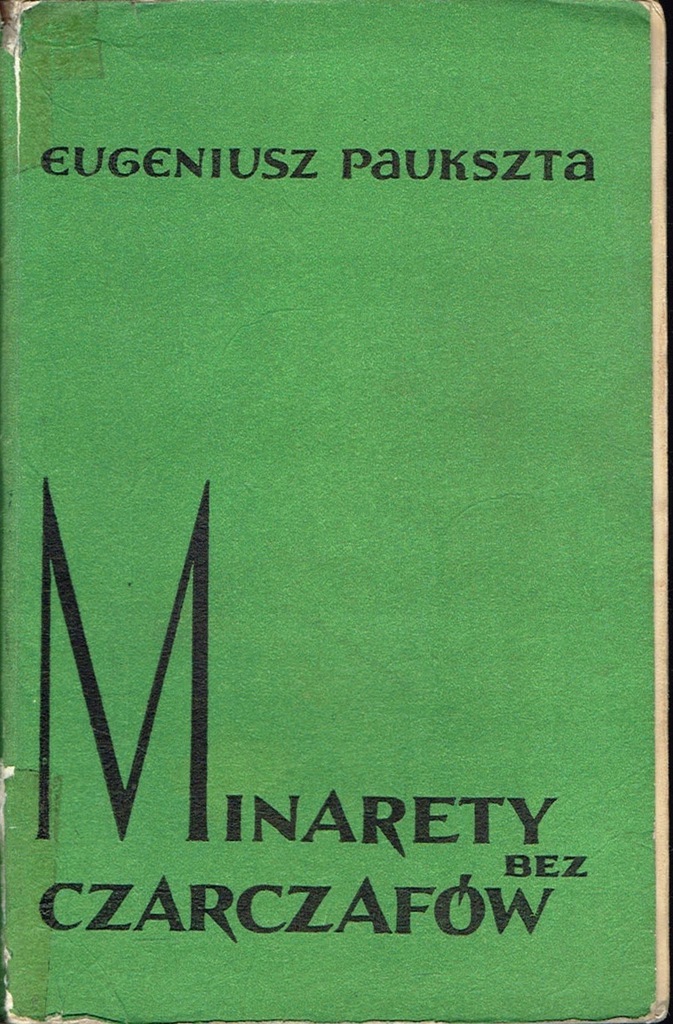 EUGENIUSZ PAUKSZTA
MINARETY
BEZ
CZARCZAFÓW